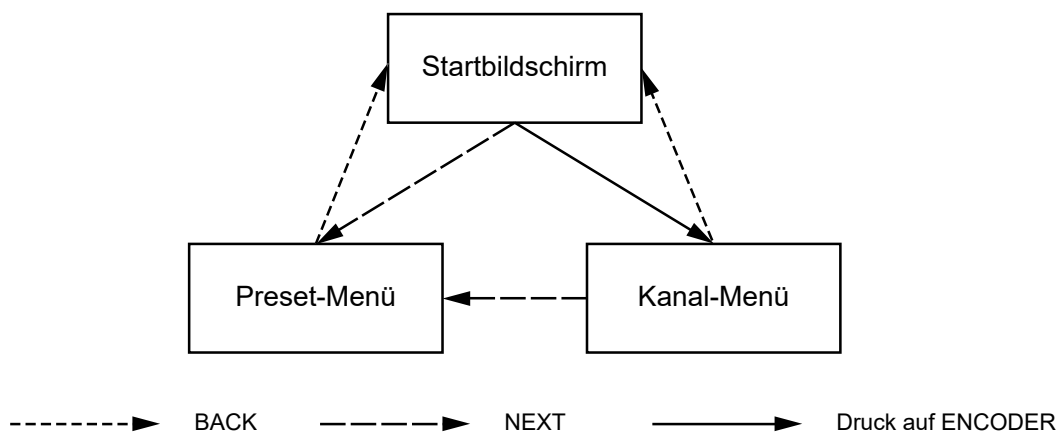 Startbildschirm
Preset-Menü
Kanal-Menü
BACK
NEXT
Druck auf ENCODER